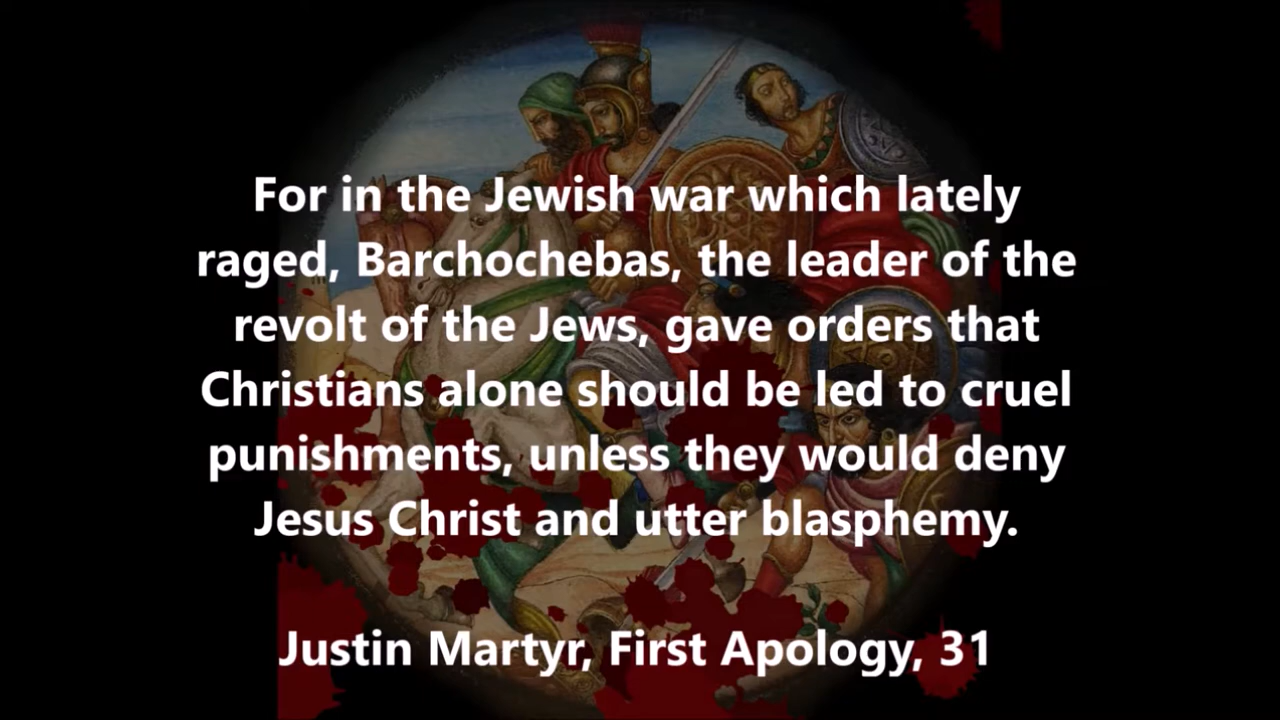 For in the Jewish war which lately
raged, Barchochebas, the leader of the
revolt of the Jews, gave orders that
Christians alone should be led to cruel
punishments, unless they would deny
Jesus Christ and utter blasphemy.
Justin Martyr, First Apology, 31